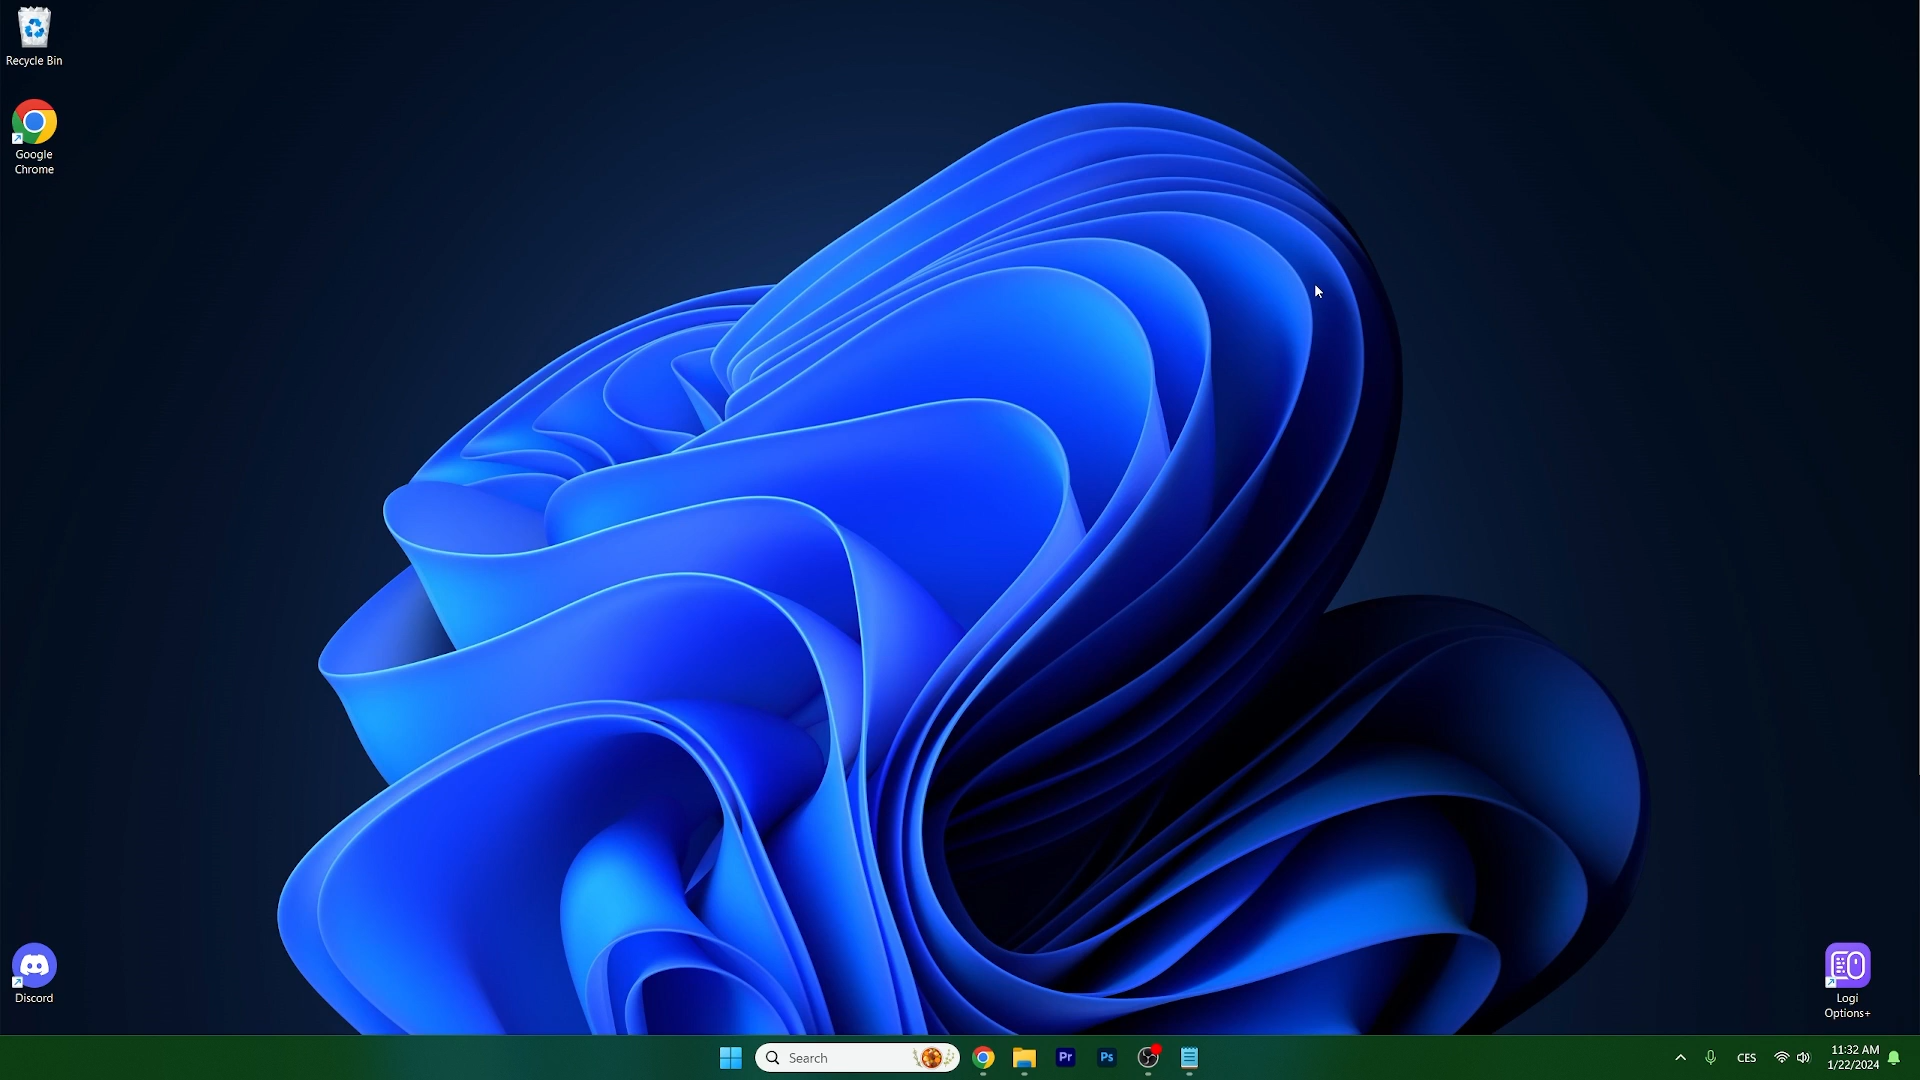 Recycle Bin
Google
Chrome
Discord
Logi
Options+
Search
Pr
Ps
CES
11:32 AM
1/22/2024